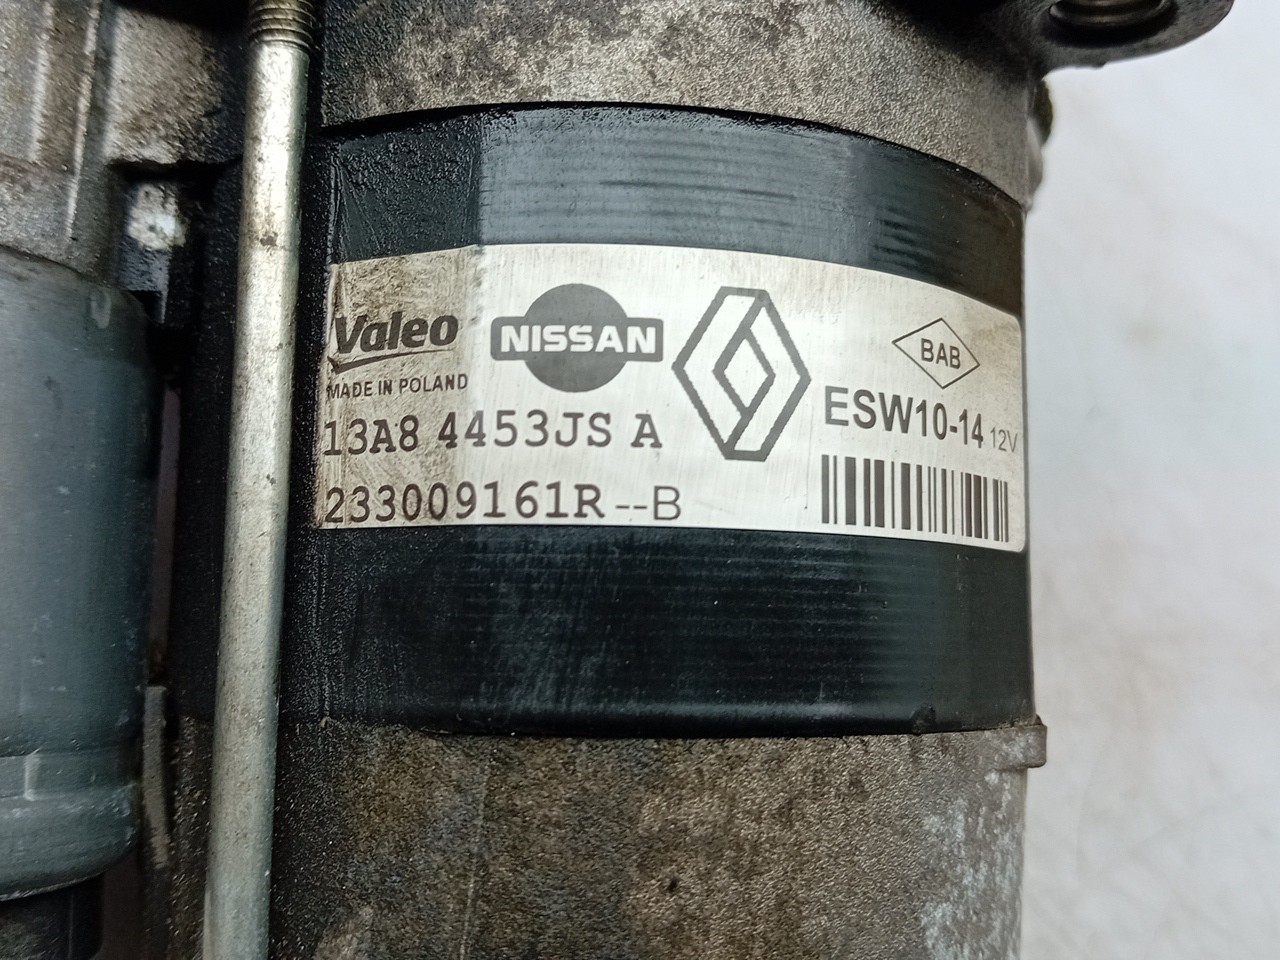 Valeo
MADE IN POLAND
NISSAN
BAB
ESW10-14 12V
13A8 4453JS A
233009161R--B